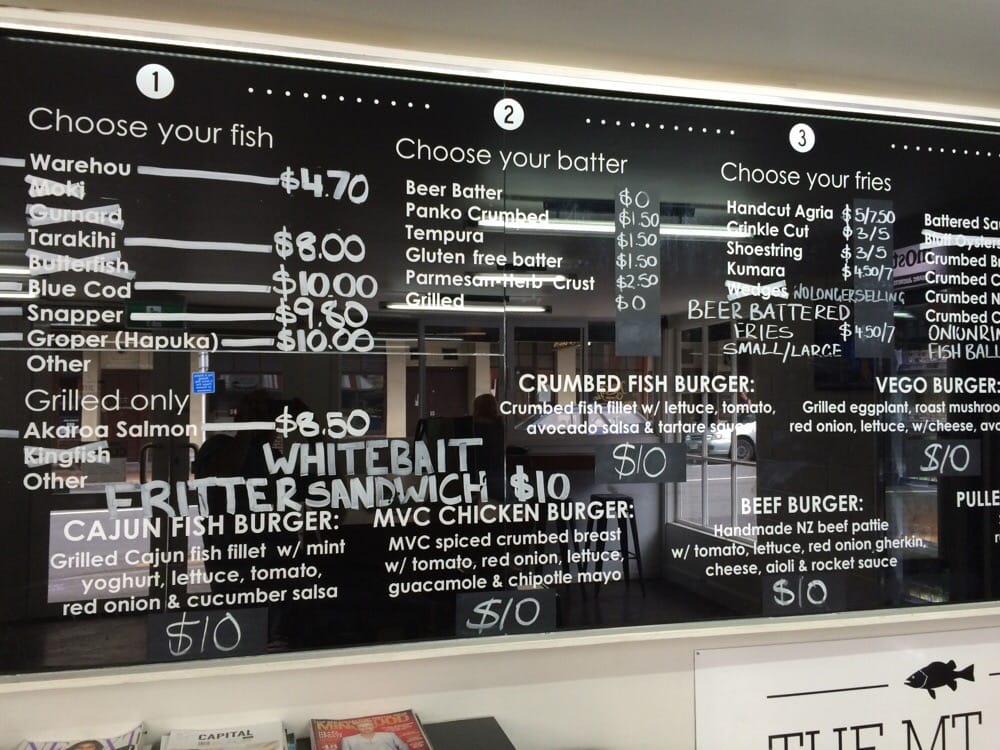 1
Choose your fish
Warehou $4.70
Moki
Gurnard
Tarakihi $8.00
Butterfish
Blue Cod $10.00
Snapper $9.80
Groper (Hapuka) $10.00
Other
Grilled only
Akaroa Salmon $8.50
Kingfish
Other
WHITEBAIT
FRITTER SANDWICH $10
2
Choose your batter
Beer Batter $0
Panko Crumbed $1.50
Tempura $1.50
Gluten free batter $1.50
Parmesan-Herb Crust $2.50
Grilled $0
3
Choose your fries
Handcut Agria $5/7.50
Crinkle Cut $3/5
Shoestring $3/5
Kumara $4.50/7
Wedges NO LONGER SELLING
BEER BATTERED
FRIES $4.50/7
SMALL/LARGE
Battered
Bluff Oysters
Crumbed
Crumbed
Crumbed
Crumbed
FISH
CRUMBED FISH BURGER:
Crumbed fish fillet w/ lettuce, tomato,
avocado salsa & tartare sauce
$10
VEGO BURGER:
Grilled eggplant, roast
red onion, lettuce, w/cheese,
$10
CAJUN FISH BURGER:
Grilled Cajun fish fillet w/ mint
yoghurt, lettuce, tomato,
red onion & cucumber salsa
$10
MVC CHICKEN BURGER:
MVC spiced crumbed breast
w/ tomato, red onion, lettuce,
guacamole & chipotle mayo
$10
BEEF BURGER:
Handmade NZ beef pattie
w/ tomato, lettuce, red onion gherkin,
cheese, aioli & rocket sauce
$10
CAPITAL
THE MT